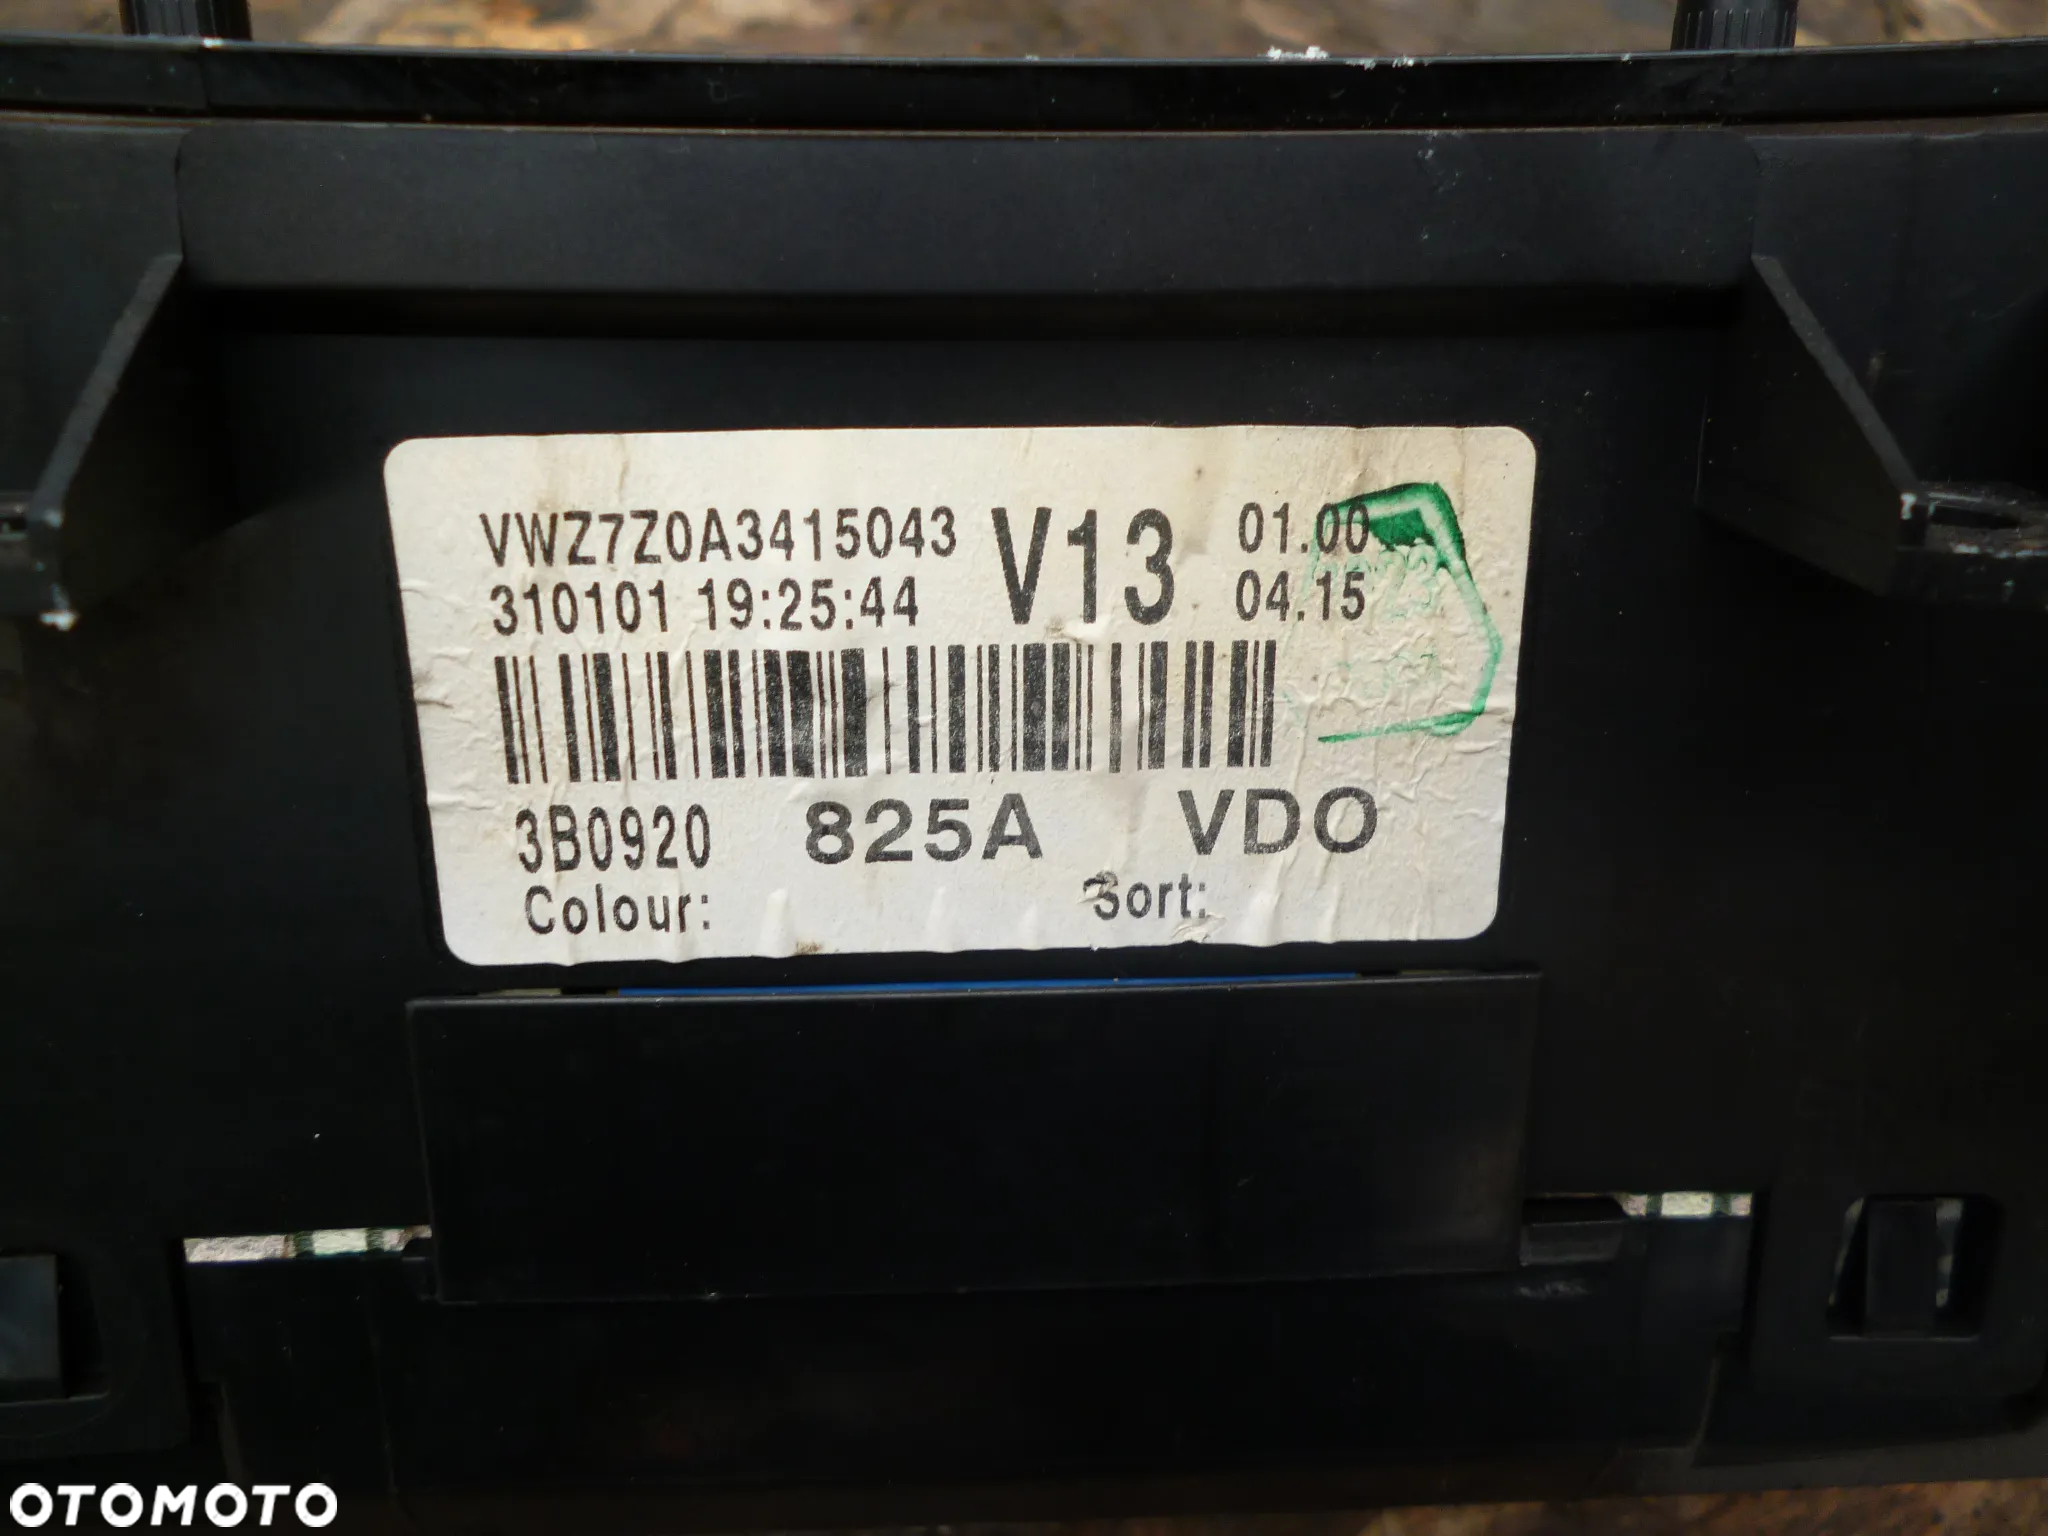 VWZ7Z0A3415043 V13 01.00
310101 19:25:44 04.15
3B0920 825A VDO
Colour: Sort:
OTOMOTO